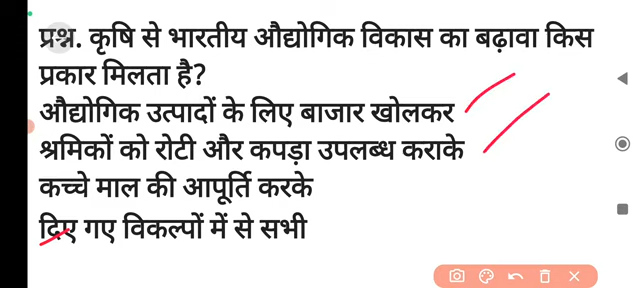 प्रश्न. कृषि से भारतीय औद्योगिक विकास का बढ़ावा किस
प्रकार मिलता है?
औद्योगिक उत्पादों के लिए बाजार खोलकर
श्रमिकों को रोटी और कपड़ा उपलब्ध कराके
कच्चे माल की आपूर्ति करके
दिए गए विकल्पों में से सभी